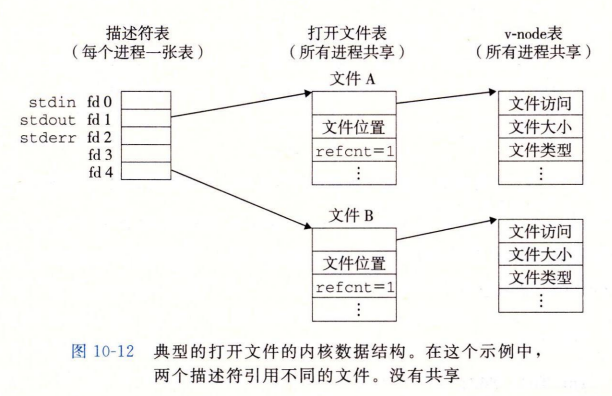 描述符表
（每个进程一张表）
打开文件表
（所有进程共享）
v-node表
（所有进程共享）
stdin fd 0
stdout fd 1
stderr fd 2
fd 3
fd 4
文件 A
文件位置
refcnt=1
⋮
文件访问
文件大小
文件类型
⋮
文件 B
文件位置
refcnt=1
⋮
文件访问
文件大小
文件类型
⋮
图 10-12 典型的打开文件的内核数据结构。在这个示例中，
两个描述符引用不同的文件。没有共享